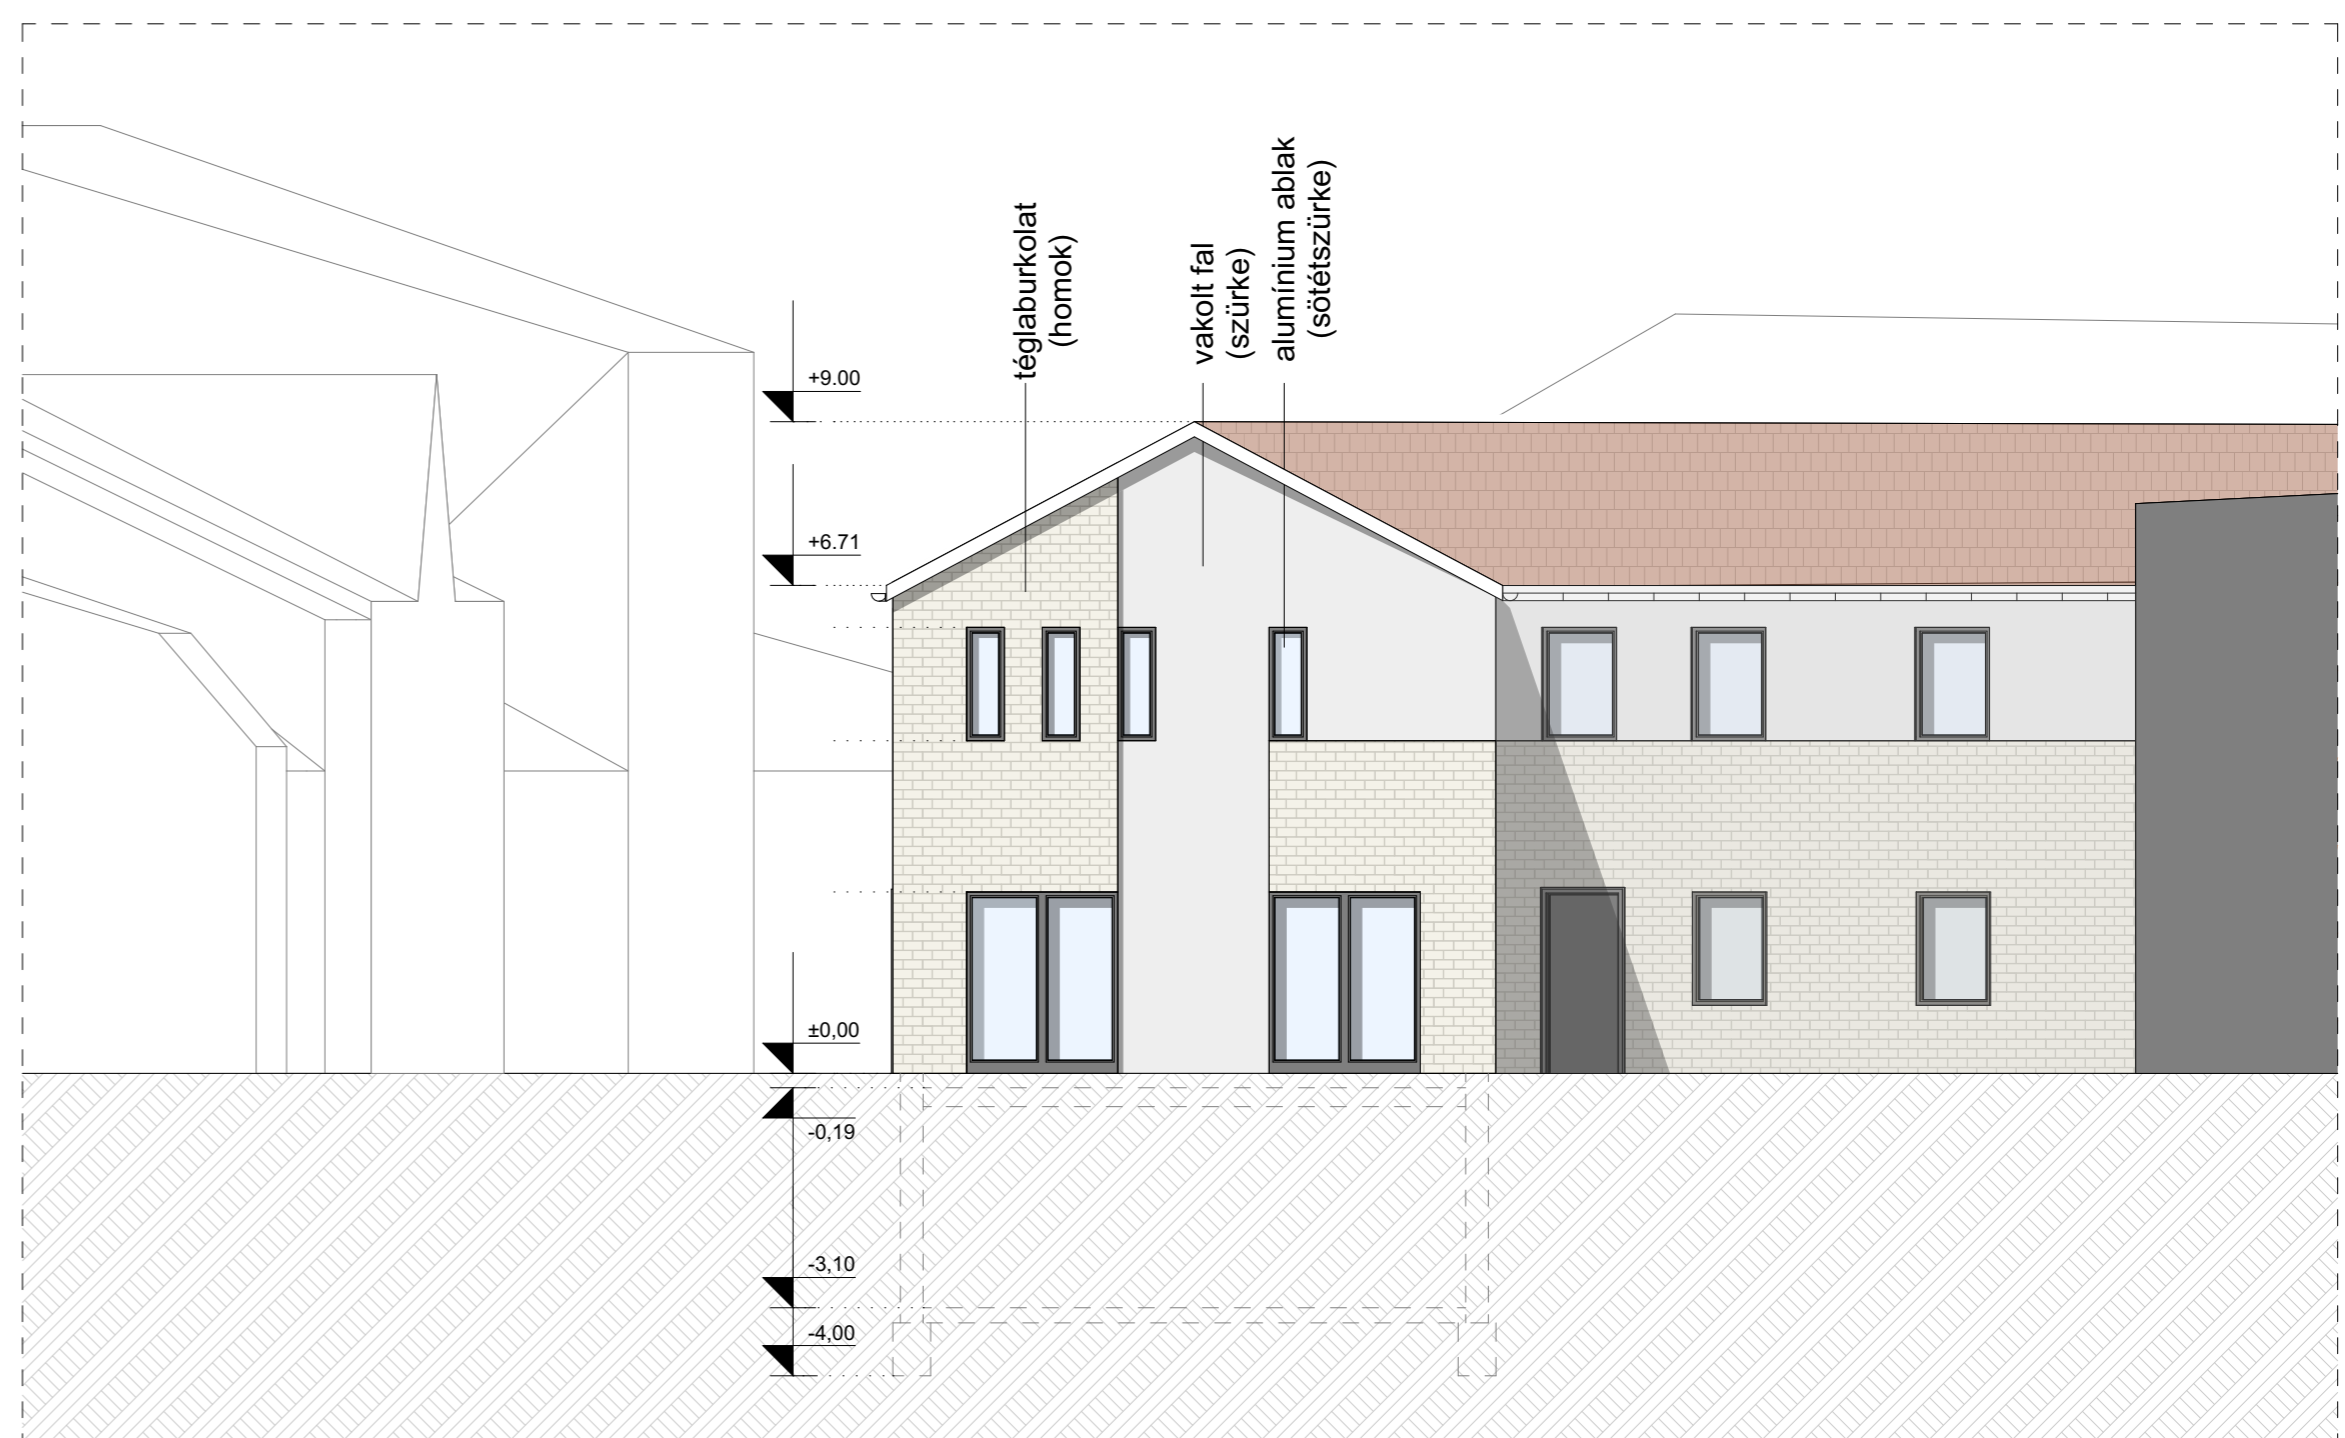 téglaburkolat
(homok)
vakolt fal
(szürke)
alumínium ablak
(sötétszürke)
+9.00
+6.71
±0,00
-0,19
-3,10
-4,00